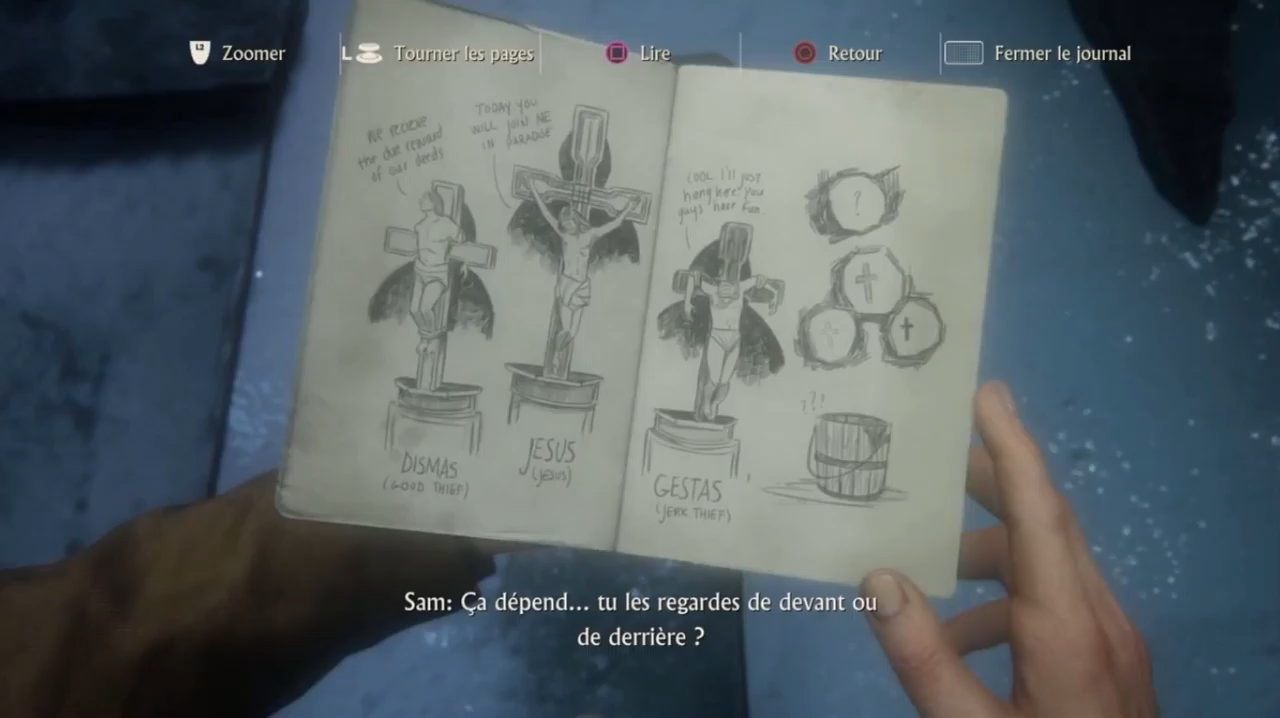 L2 Zoomer
L Tourner les pages
Lire
Retour
Fermer le journal
We recieve
the due reward
of our deeds
TODAY YOU
WILL JOIN ME
IN PARADISE
COOL I'll just
hang here. you
guys have fun.
?
???
DISMAS
(GOOD THIEF)
JESUS
(JESUS)
GESTAS
(JERK THIEF)
Sam: Ça dépend... tu les regardes de devant ou
de derrière ?